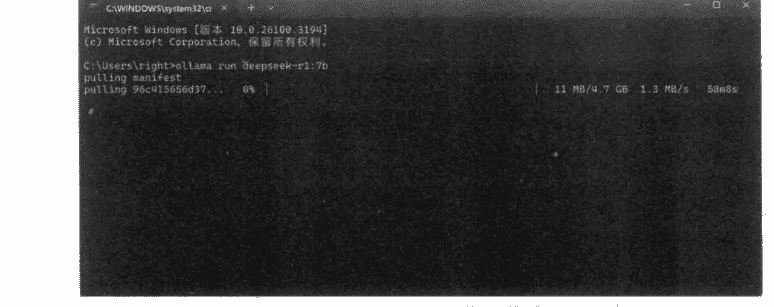 C:\WINDOWS\system32\c
Microsoft Windows [版本 10.0.26100.3194]
(c) Microsoft Corporation。保留所有权利。
C:\Users\right>ollama run deepseek-r1:7b
pulling manifest
pulling 96c415656d37... 0% 11 MB/4.7 GB 1.3 MB/s 58m8s